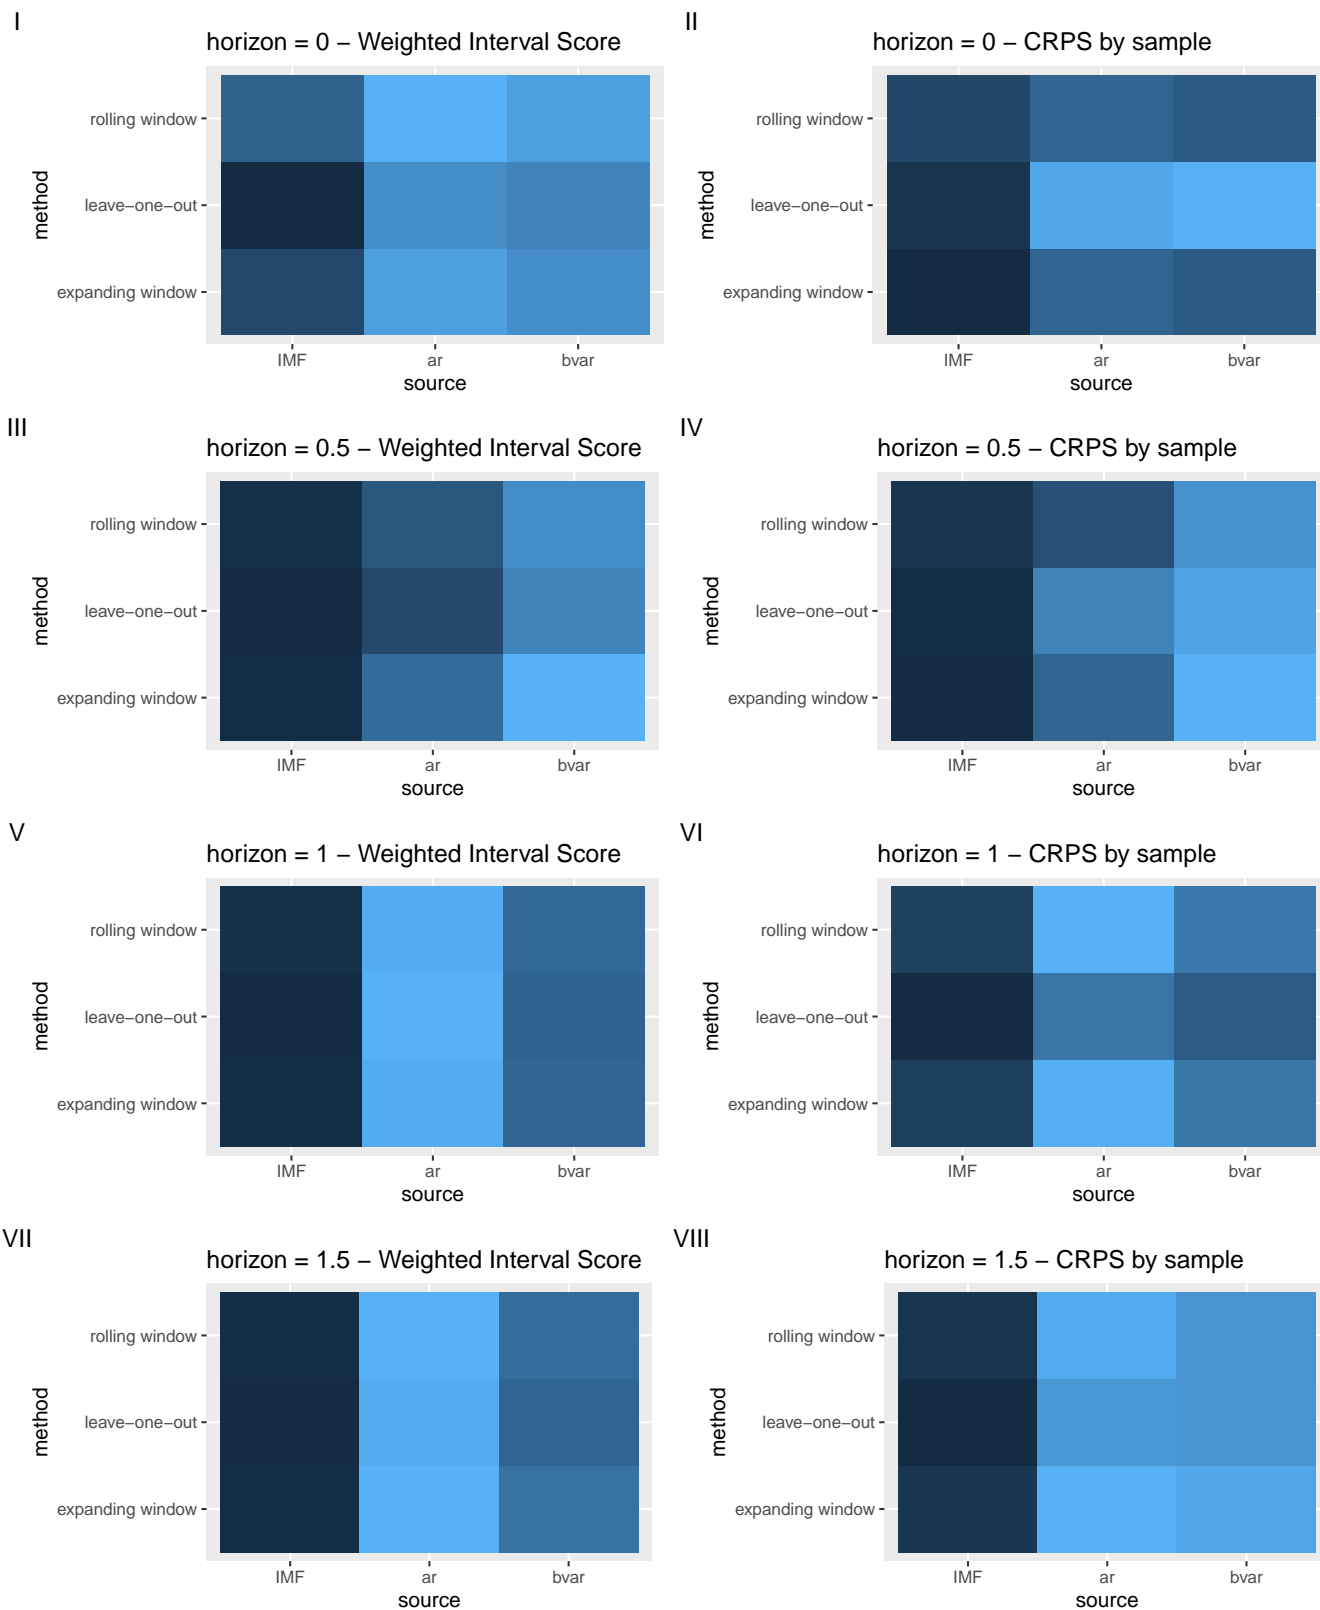 I
horizon = 0 – Weighted Interval Score
method
rolling window
leave−one−out
expanding window
IMF ar bvar
source
II
horizon = 0 – CRPS by sample
method
rolling window
leave−one−out
expanding window
IMF ar bvar
source
III
horizon = 0.5 – Weighted Interval Score
method
rolling window
leave−one−out
expanding window
IMF ar bvar
source
IV
horizon = 0.5 – CRPS by sample
method
rolling window
leave−one−out
expanding window
IMF ar bvar
source
V
horizon = 1 – Weighted Interval Score
method
rolling window
leave−one−out
expanding window
IMF ar bvar
source
VI
horizon = 1 – CRPS by sample
method
rolling window
leave−one−out
expanding window
IMF ar bvar
source
VII
horizon = 1.5 – Weighted Interval Score
method
rolling window
leave−one−out
expanding window
IMF ar bvar
source
VIII
horizon = 1.5 – CRPS by sample
method
rolling window
leave−one−out
expanding window
IMF ar bvar
source